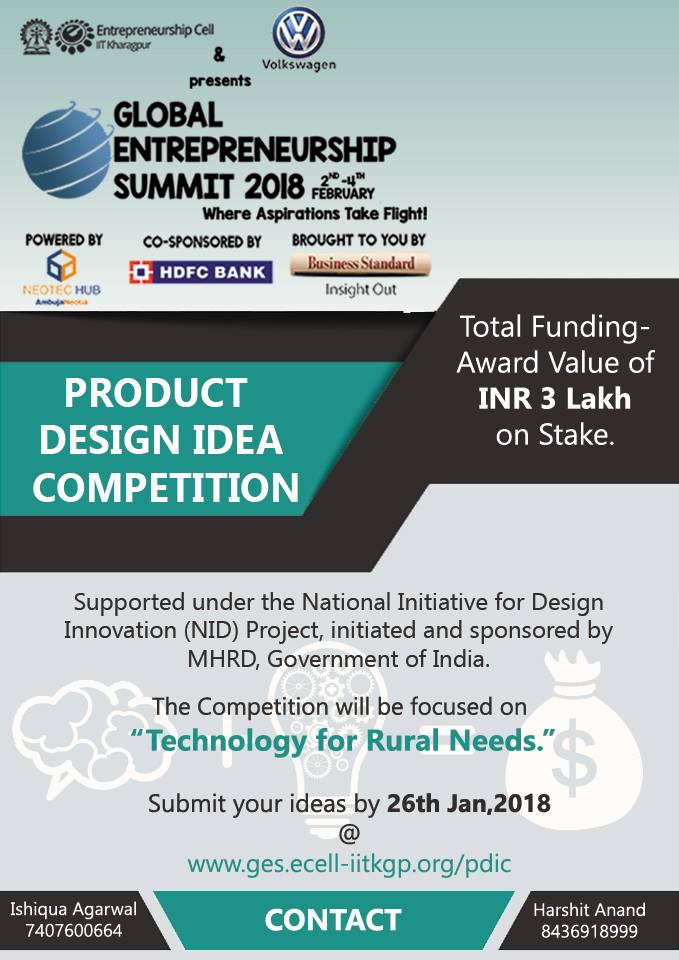 Entrepreneurship Cell
IIT Kharagpur
&
Volkswagen
presents
GLOBAL
ENTREPRENEURSHIP
SUMMIT 2018 2ND-4TH FEBRUARY
Where Aspirations Take Flight!
POWERED BY
NEOTEC HUB
AmbujaNeotia
CO-SPONSORED BY
HDFC BANK
BROUGHT TO YOU BY
Business Standard
Insight Out
Total Funding-
Award Value of
INR 3 Lakh
on Stake.
PRODUCT
DESIGN IDEA
COMPETITION
Supported under the National Initiative for Design
Innovation (NID) Project, initiated and sponsored by
MHRD, Government of India.
The Competition will be focused on
“Technology for Rural Needs.”
$
Submit your ideas by 26th Jan,2018
@
www.ges.ecell-iitkgp.org/pdic
Ishiqua Agarwal
7407600664
CONTACT
Harshit Anand
8436918999